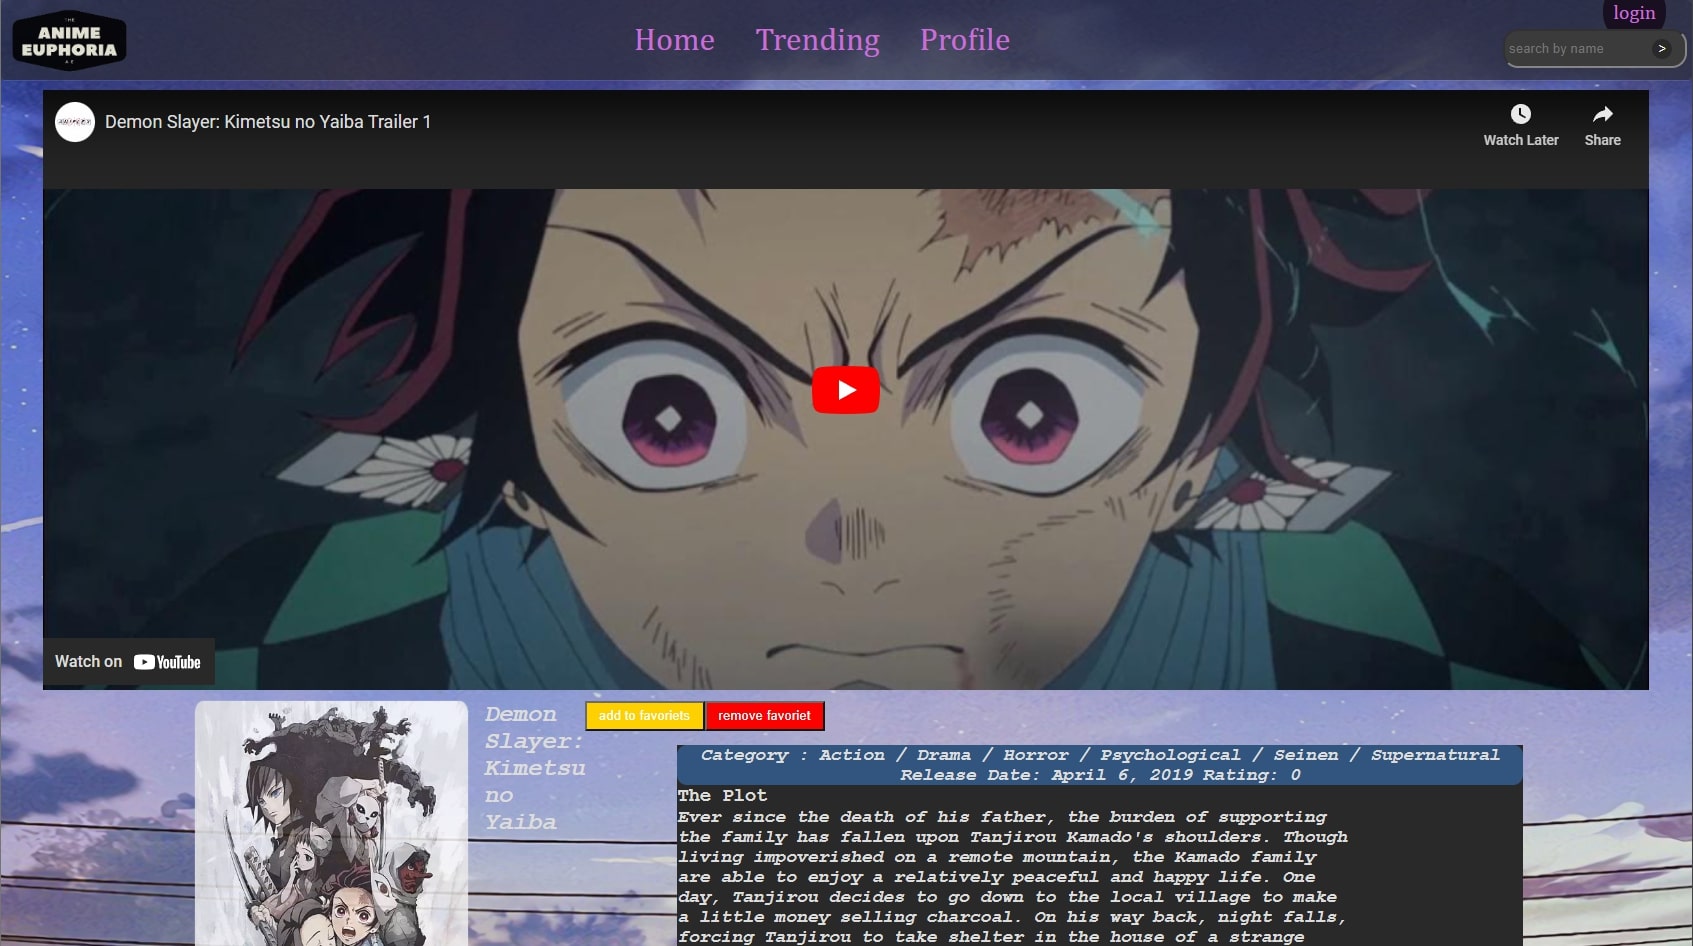 THE
ANIME
EUPHORIA
A E
Home Trending Profile
login
search by name >
Demon Slayer: Kimetsu no Yaiba Trailer 1
Watch Later Share
Watch on YouTube
Demon
Slayer:
Kimetsu
no
Yaiba
add to favoriets remove favoriet
Category : Action / Drama / Horror / Psychological / Seinen / Supernatural
Release Date: April 6, 2019 Rating: 0
The Plot
Ever since the death of his father, the burden of supporting
the family has fallen upon Tanjirou Kamado's shoulders. Though
living impoverished on a remote mountain, the Kamado family
are able to enjoy a relatively peaceful and happy life. One
day, Tanjirou decides to go down to the local village to make
a little money selling charcoal. On his way back, night falls,
forcing Tanjirou to take shelter in the house of a strange